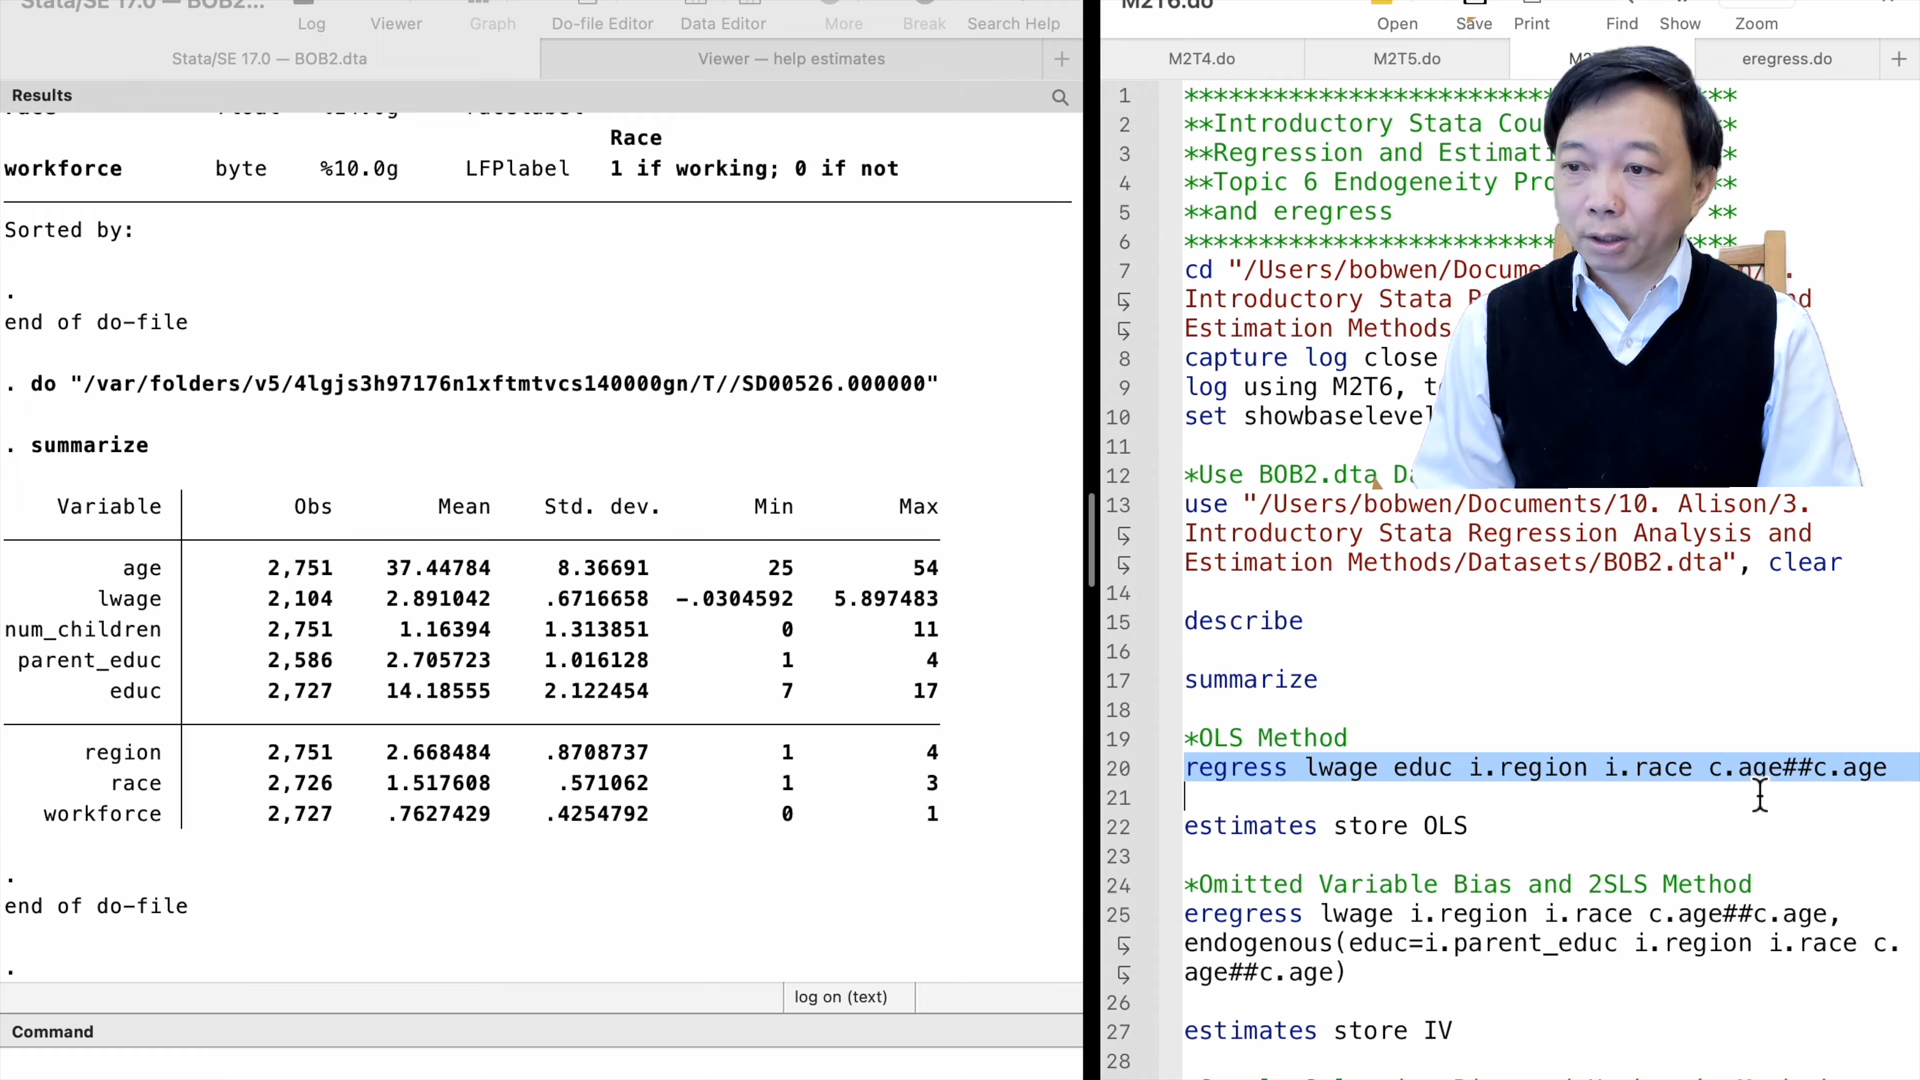 Stata/SE 17.0 — BOB2...
Log Viewer Graph Do-file Editor Data Editor More Break Search Help
Stata/SE 17.0 — BOB2.dta Viewer — help estimates +
Results
Race
workforce byte %10.0g LFPlabel 1 if working; 0 if not
Sorted by:
.
end of do-file
. do "/var/folders/v5/4lgjs3h97176n1xftmtvcs140000gn/T//SD00526.000000"
. summarize
Variable Obs Mean Std. dev. Min Max
age 2,751 37.44784 8.36691 25 54
lwage 2,104 2.891042 .6716658 -.0304592 5.897483
num_children 2,751 1.16394 1.313851 0 11
parent_educ 2,586 2.705723 1.016128 1 4
educ 2,727 14.18555 2.122454 7 17
region 2,751 2.668484 .8708737 1 4
race 2,726 1.517608 .571062 1 3
workforce 2,727 .7627429 .4254792 0 1
.
end of do-file
.
log on (text)
Command
M2T6.do
Open Save Print Find Show Zoom
M2T4.do M2T5.do eregress.do +
1 ***************************** ***
2 **Introductory Stata Cou **
3 **Regression and Estimati **
4 **Topic 6 Endogeneity Pro **
5 **and eregress **
6 ***************************** ***
7 cd "/Users/bobwen/Docume
Introductory Stata
Estimation Methods
8 capture log close
9 log using M2T6,
10 set showbaselevel
11
12 *Use BOB2.dta
13 use "/Users/bobwen/Documents/10. Alison/3.
Introductory Stata Regression Analysis and
Estimation Methods/Datasets/BOB2.dta", clear
14
15 describe
16
17 summarize
18
19 *OLS Method
20 regress lwage educ i.region i.race c.age##c.age
21
22 estimates store OLS
23
24 *Omitted Variable Bias and 2SLS Method
25 eregress lwage i.region i.race c.age##c.age,
endogenous(educ=i.parent_educ i.region i.race c.
age##c.age)
26
27 estimates store IV
28